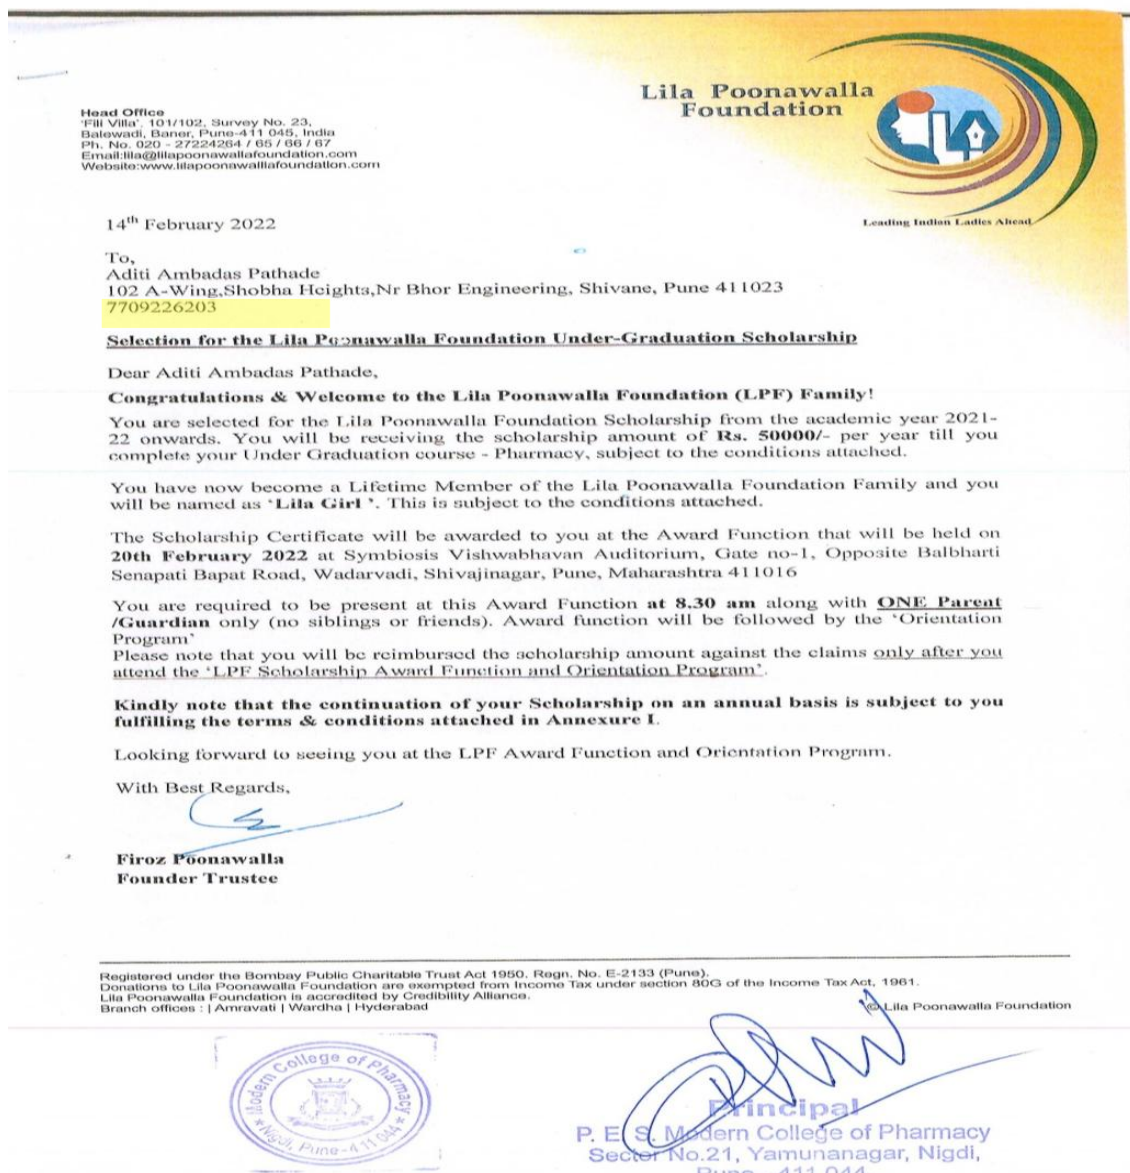 Lila Poonawalla
Foundation
Leading Indian Ladies Ahead
Head Office
'Fili Villa', 101/102, Survey No. 23,
Balewadi, Baner, Pune-411 045, India
Ph. No. 020 - 27224264 / 65 / 66 / 67
Email:lila@lilapoonawallafoundation.com
Website:www.lilapoonawalllafoundation.com
14th February 2022
To,
Aditi Ambadas Pathade
102 A-Wing,Shobha Heights,Nr Bhor Engineering, Shivane, Pune 411023
7709226203
Selection for the Lila Poonawalla Foundation Under-Graduation Scholarship
Dear Aditi Ambadas Pathade,
Congratulations & Welcome to the Lila Poonawalla Foundation (LPF) Family!
You are selected for the Lila Poonawalla Foundation Scholarship from the academic year 2021-
22 onwards. You will be receiving the scholarship amount of Rs. 50000/- per year till you
complete your Under Graduation course - Pharmacy, subject to the conditions attached.
You have now become a Lifetime Member of the Lila Poonawalla Foundation Family and you
will be named as 'Lila Girl '. This is subject to the conditions attached.
The Scholarship Certificate will be awarded to you at the Award Function that will be held on
20th February 2022 at Symbiosis Vishwabhavan Auditorium, Gate no-1, Opposite Balbharti
Senapati Bapat Road, Wadarvadi, Shivajinagar, Pune, Maharashtra 411016
You are required to be present at this Award Function at 8.30 am along with ONE Parent
/Guardian only (no siblings or friends). Award function will be followed by the 'Orientation
Program'
Please note that you will be reimbursed the scholarship amount against the claims only after you
attend the 'LPF Scholarship Award Function and Orientation Program'.
Kindly note that the continuation of your Scholarship on an annual basis is subject to you
fulfilling the terms & conditions attached in Annexure I.
Looking forward to seeing you at the LPF Award Function and Orientation Program.
With Best Regards,
Firoz Poonawalla
Founder Trustee
Registered under the Bombay Public Charitable Trust Act 1950. Regn. No. E-2133 (Pune).
Donations to Lila Poonawalla Foundation are exempted from Income Tax under section 80G of the Income Tax Act, 1961.
Lila Poonawalla Foundation is accredited by Credibility Alliance.
Branch offices : | Amravati | Wardha | Hyderabad
© Lila Poonawalla Foundation
Modern College of Pharmacy
* Nigdi, Pune-411 044 *
Principal
P. E. S. Modern College of Pharmacy
Sector No.21, Yamunanagar, Nigdi,
Pune - 411 044